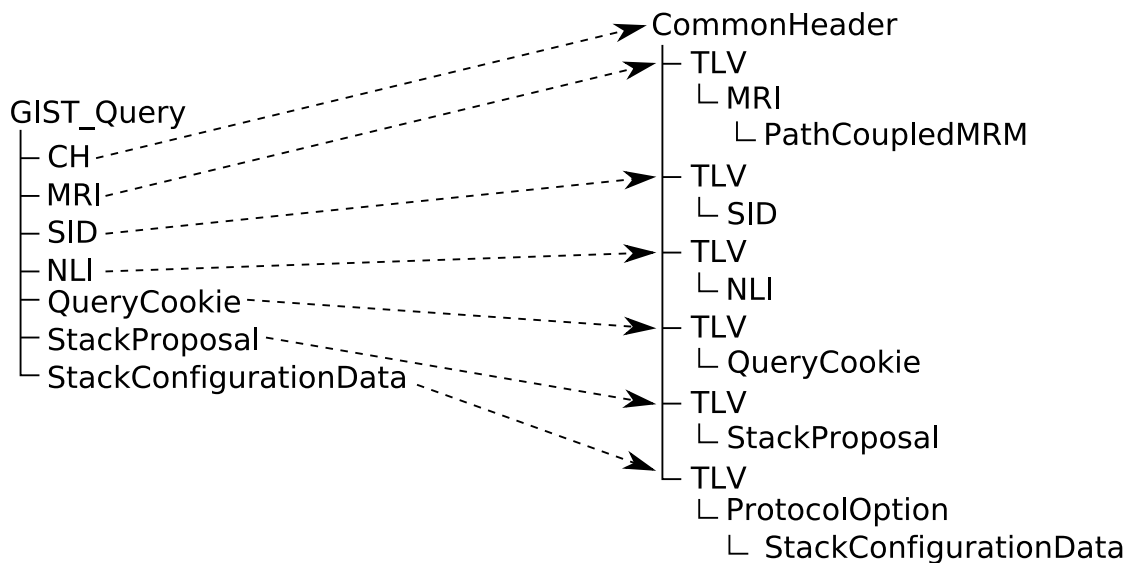 GIST_Query
CH
MRI
SID
NLI
QueryCookie
StackProposal
StackConfigurationData
CommonHeader
TLV
MRI
PathCoupledMRM
TLV
SID
TLV
NLI
TLV
QueryCookie
TLV
StackProposal
TLV
ProtocolOption
StackConfigurationData